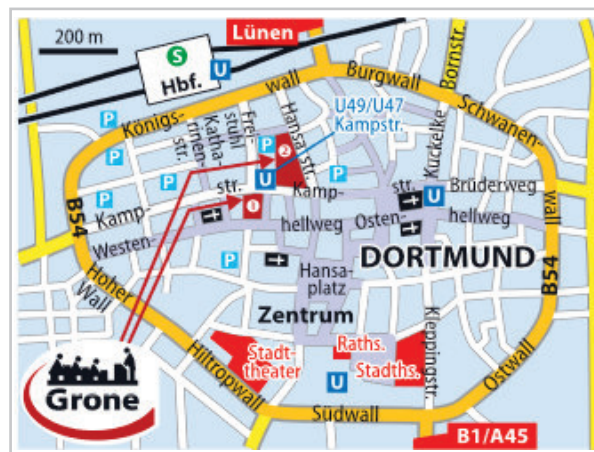 200 m
S
Hbf.
U
Lünen
Burgwall
Bornstr.
Königs-
wall
Schwanen-
wall
P
P
P
P
P
P
P
P
Frei-
stuhl
Katha-
rinen-
str.
Hansastr.
U49/U47
Kampstr.
Kuckelke
2
U
1
Kamp-
str.
Kamp-
str.
U
Brüderweg
Westen-
hellweg
Osten-
hellweg
B54
B54
DORTMUND
Hansa-
platz
Hoher
Wall
Zentrum
Kleppingstr.
Raths.
Stadt-
theater
Stadths.
U
Hiltropwall
Ostwall
Südwall
Grone
B1/A45